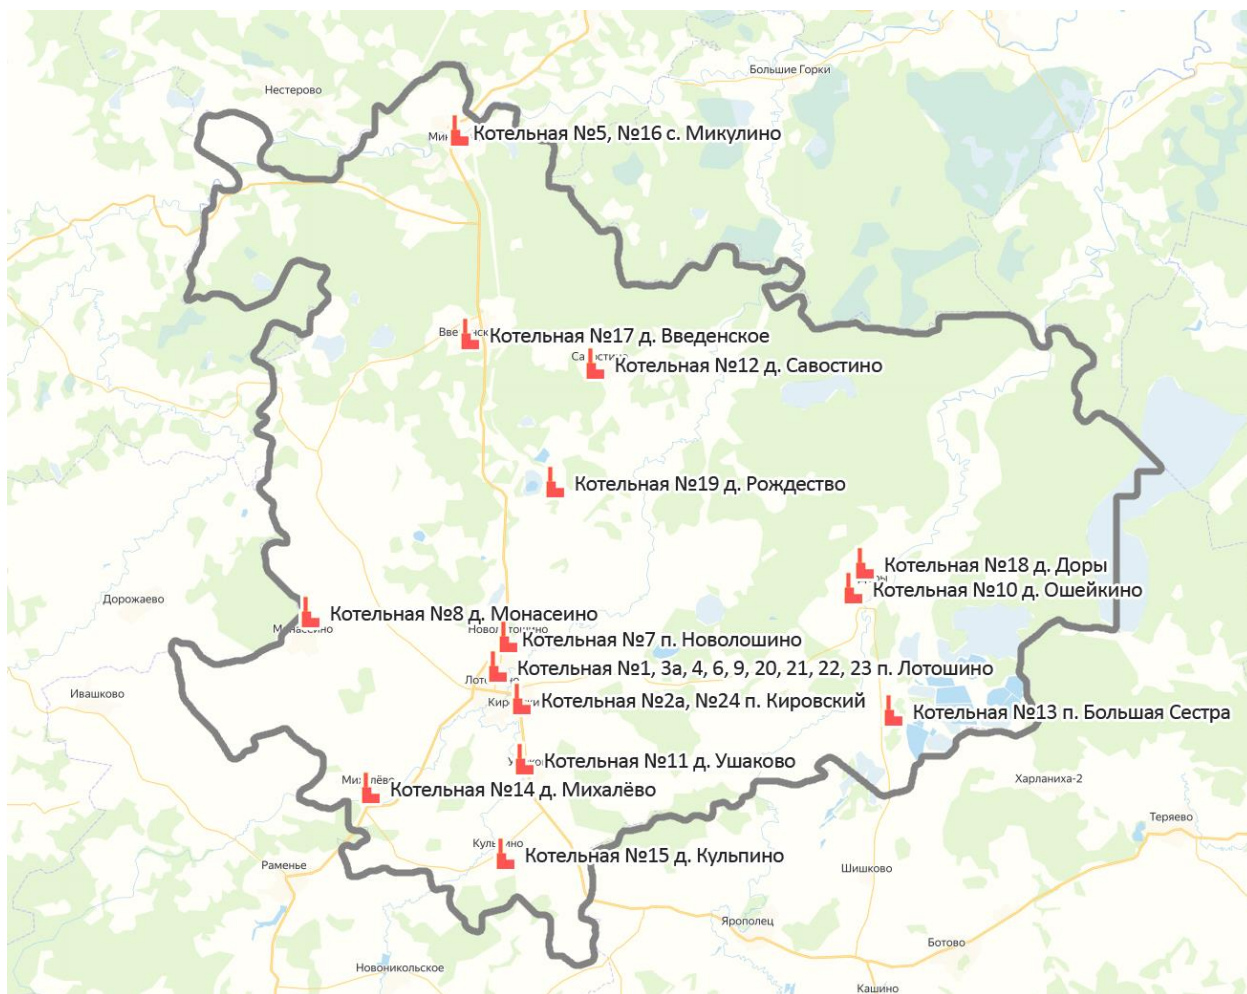 Большие Горки
Нестерово
Котельная №5, №16 с. Микулино
Котельная №17 д. Введенское
Котельная №12 д. Савостино
Котельная №19 д. Рождество
Котельная №18 д. Доры
Котельная №10 д. Ошейкино
Дорожаево
Котельная №8 д. Монасеино
Котельная №7 п. Новолошино
Котельная №1, 3а, 4, 6, 9, 20, 21, 22, 23 п. Лотошино
Ивашково
Котельная №2а, №24 п. Кировский
Котельная №13 п. Большая Сестра
Котельная №11 д. Ушаково
Харланиха-2
Котельная №14 д. Михалёво
Теряево
Котельная №15 д. Кульпино
Раменье
Шишково
Ярополец
Ботово
Новоникольское
Кашино